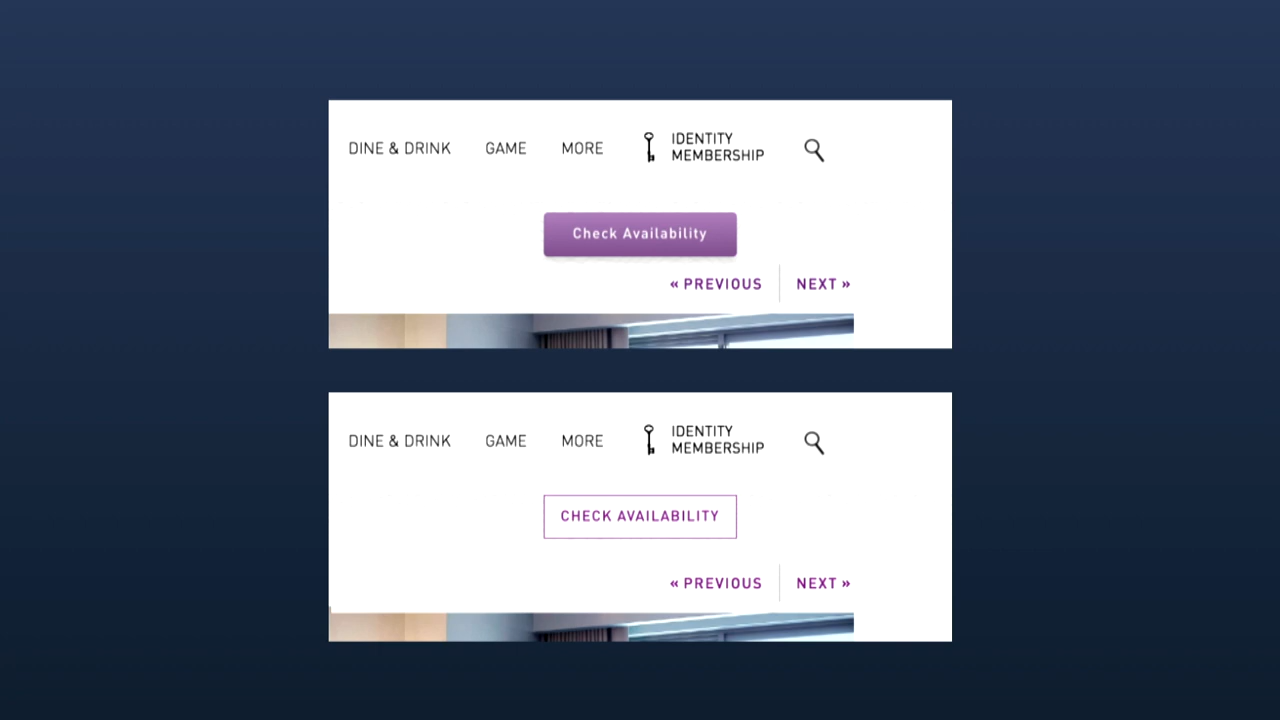 DINE & DRINK GAME MORE IDENTITY MEMBERSHIP
Check Availability
« PREVIOUS NEXT »
DINE & DRINK GAME MORE IDENTITY MEMBERSHIP
CHECK AVAILABILITY
« PREVIOUS NEXT »